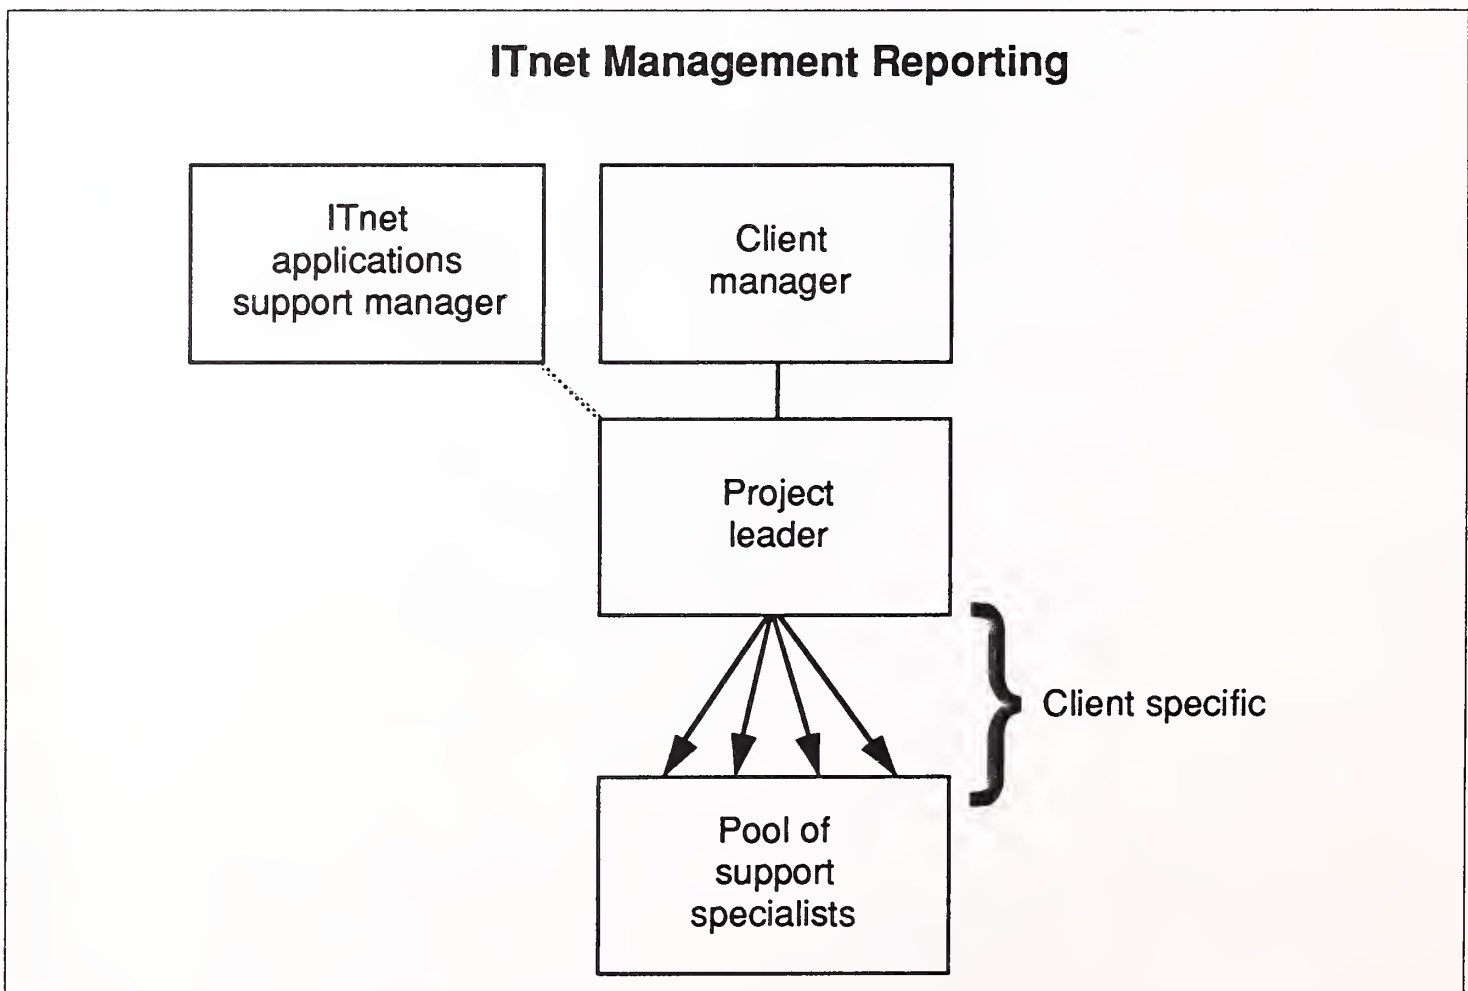 ITnet Management Reporting
ITnet
applications
support manager
Client
manager
Project
leader
Client specific
Pool of
support
specialists